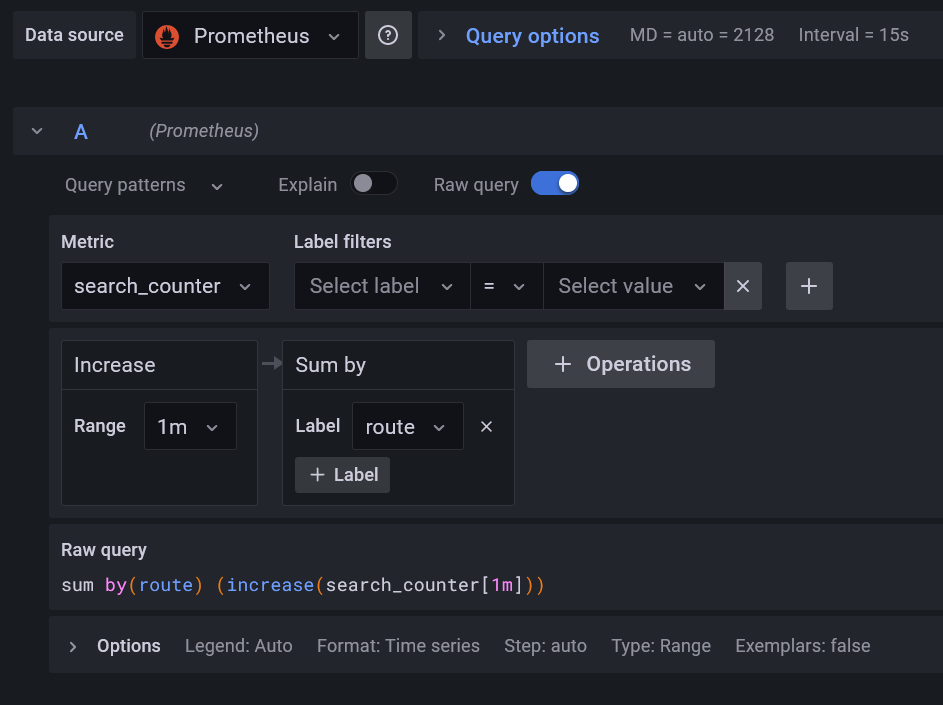 Data source Prometheus Query options MD = auto = 2128 Interval = 15s
A (Prometheus)
Query patterns Explain Raw query
Metric Label filters
search_counter Select label = Select value
Increase Sum by + Operations
Range 1m Label route
+ Label
Raw query
sum by(route) (increase(search_counter[1m]))
Options Legend: Auto Format: Time series Step: auto Type: Range Exemplars: false